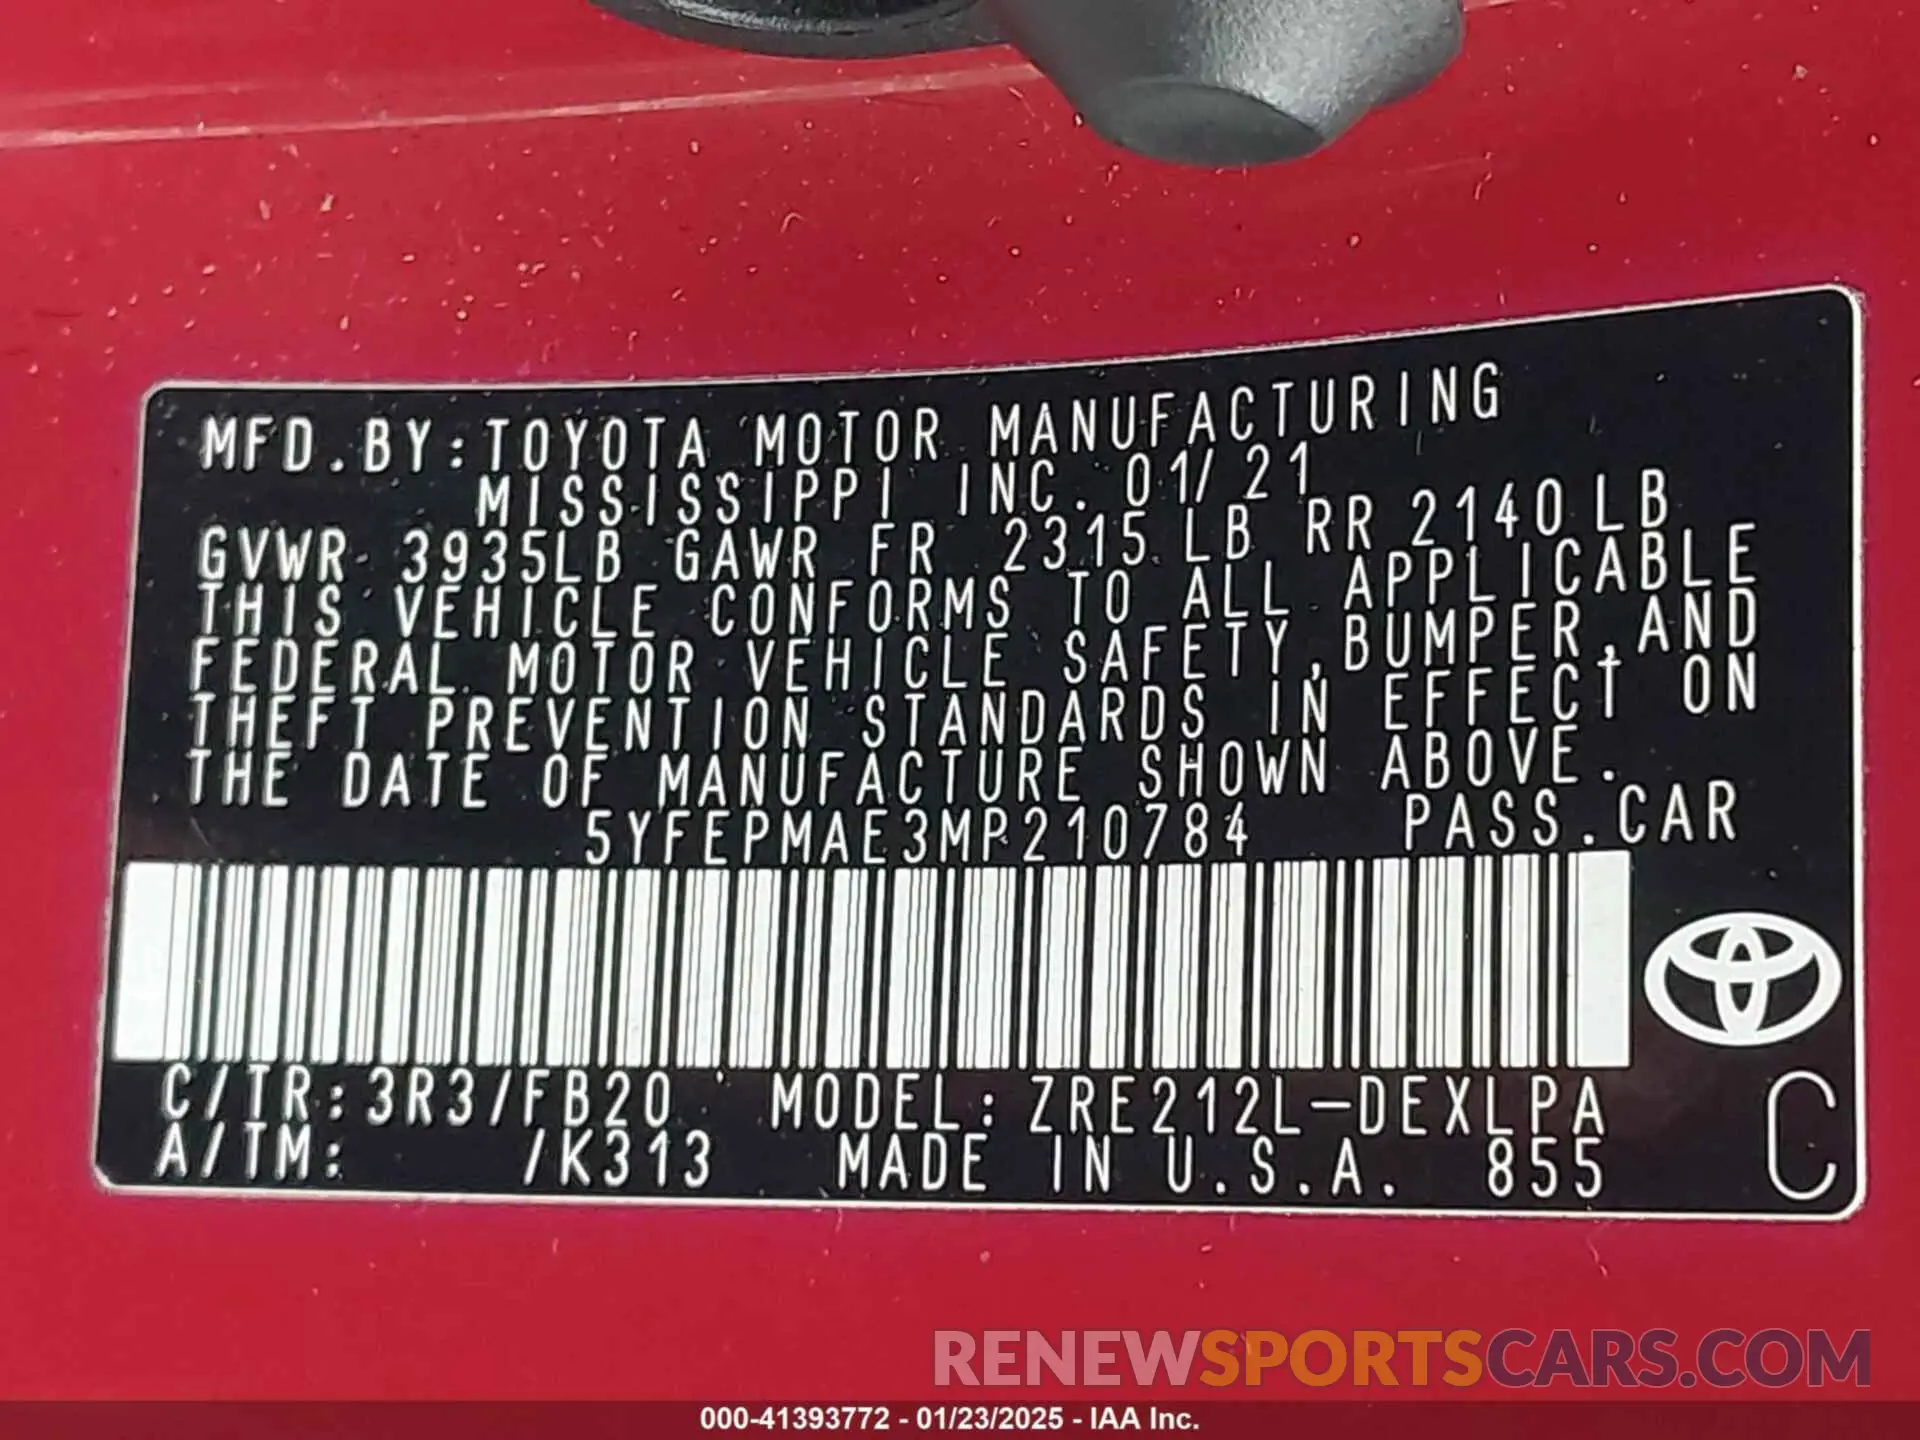 MFD.BY:TOYOTA MOTOR MANUFACTURING
MISSISSIPPI INC. 01/21
GVWR 3935LB GAWR FR 2315 LB RR 2140LB
THIS VEHICLE CONFORMS TO ALL APPLICABLE
FEDERAL MOTOR VEHICLE SAFETY,BUMPER,AND
THEFT PREVENTION STANDARDS IN EFFECT ON
THE DATE OF MANUFACTURE SHOWN ABOVE.
5YFEPMAE3MP210784 PASS.CAR
C/TR:3R3/FB20 MODEL:ZRE212L-DEXLPA
A/TM: /K313 MADE IN U.S.A. 855
C
RENEWSPORTSCARS.COM
000-41393772 - 01/23/2025 - IAA Inc.